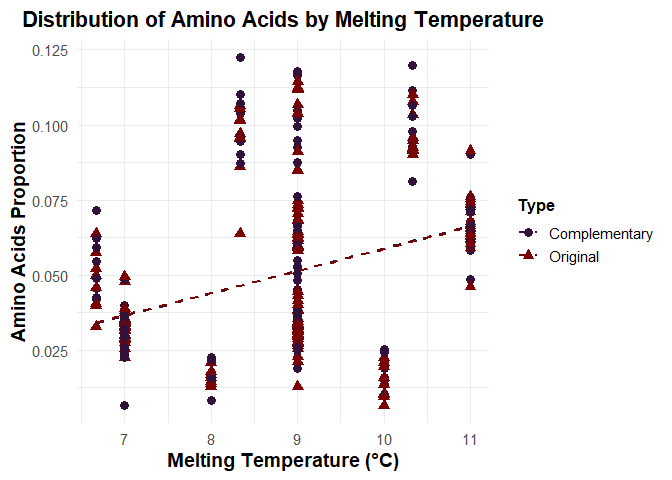 Distribution of Amino Acids by Melting Temperature
Amino Acids Proportion
0.125
0.100
0.075
0.050
0.025
7 8 9 10 11
Melting Temperature (°C)
Type
Complementary
Original